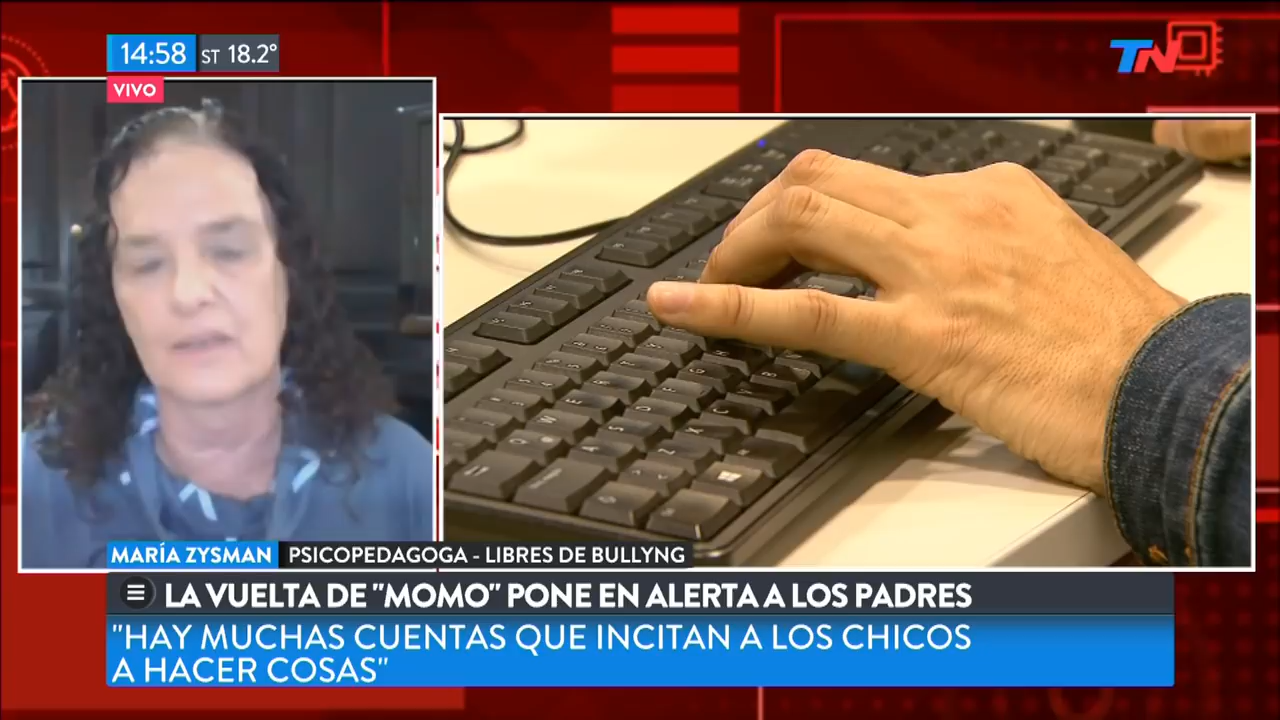 14:58 ST 18.2°
TN
VIVO
MARÍA ZYSMAN PSICOPEDAGOGA - LIBRES DE BULLYNG
LA VUELTA DE "MOMO" PONE EN ALERTA A LOS PADRES
"HAY MUCHAS CUENTAS QUE INCITAN A LOS CHICOS
A HACER COSAS"